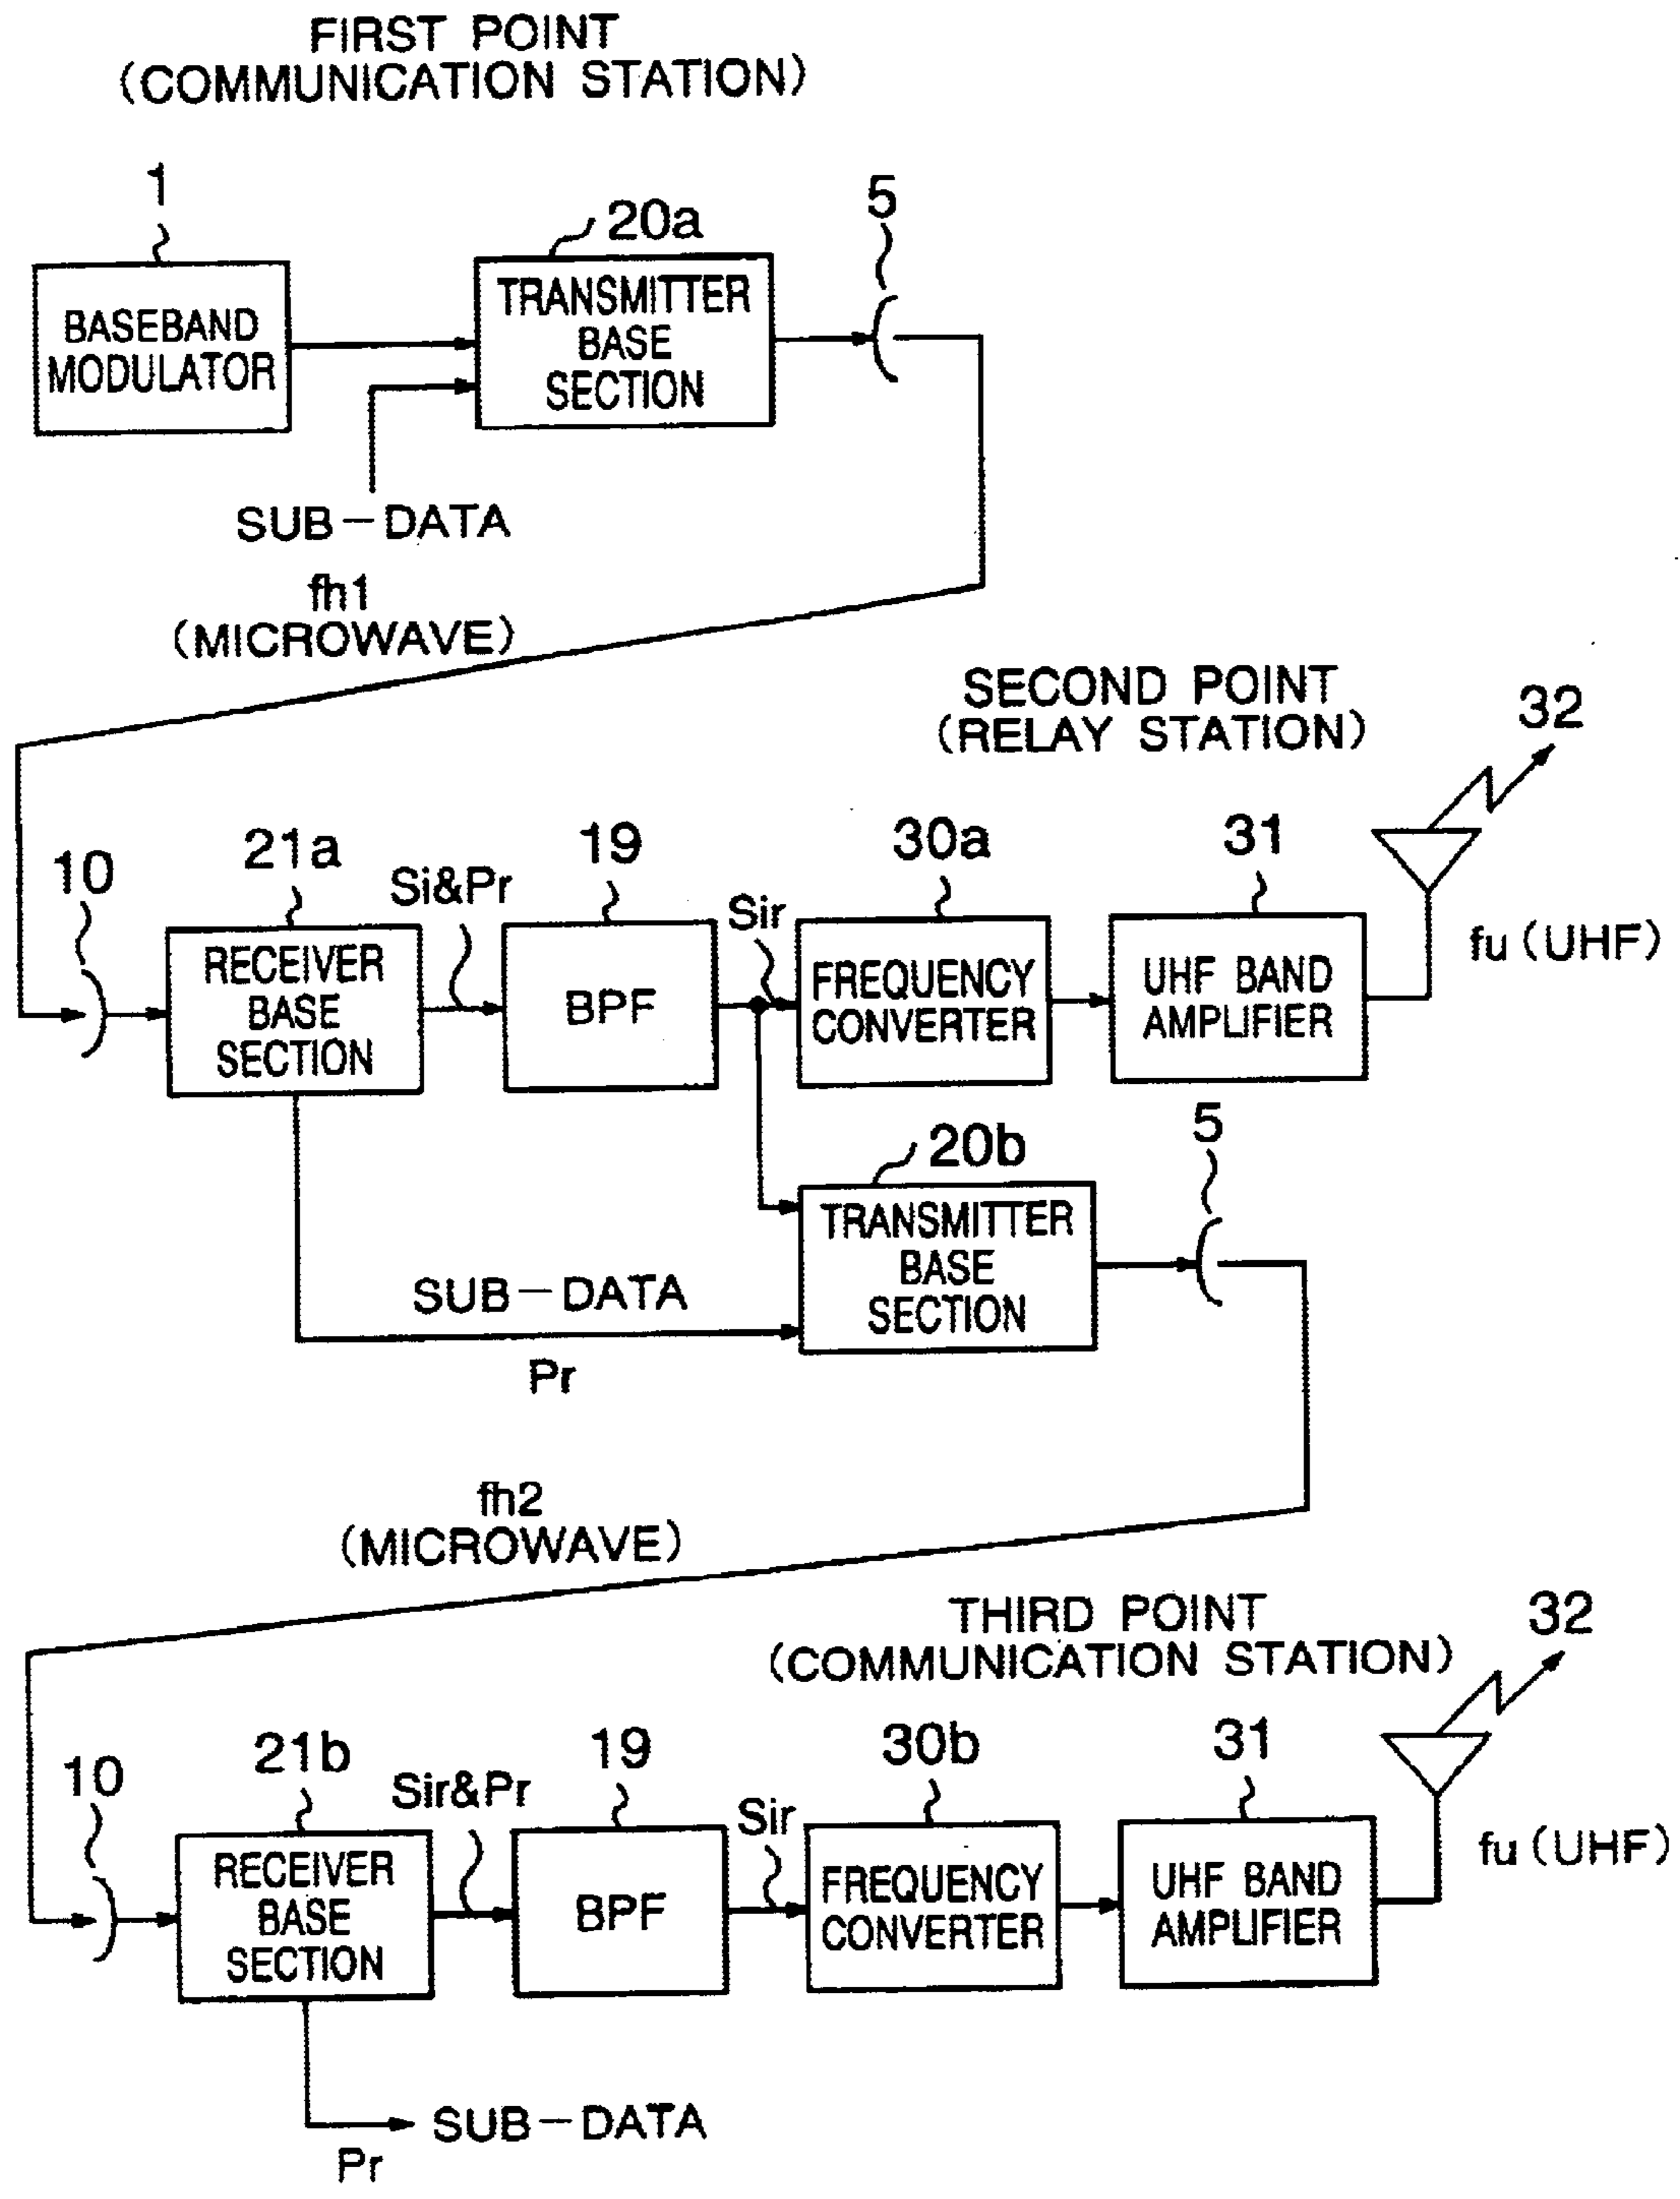 FIRST POINT
(COMMUNICATION STATION)
1
20a
5
BASEBAND
MODULATOR
TRANSMITTER
BASE
SECTION
SUB-DATA
fh1
(MICROWAVE)
SECOND POINT
(RELAY STATION)
32
10
21a
Si&Pr
19
Sir
30a
31
RECEIVER
BASE
SECTION
BPF
FREQUENCY
CONVERTER
UHF BAND
AMPLIFIER
fu (UHF)
20b
5
TRANSMITTER
BASE
SECTION
SUB-DATA
Pr
fh2
(MICROWAVE)
THIRD POINT
(COMMUNICATION STATION)
32
10
21b
Sir&Pr
19
Sir
30b
31
RECEIVER
BASE
SECTION
BPF
FREQUENCY
CONVERTER
UHF BAND
AMPLIFIER
fu (UHF)
SUB-DATA
Pr